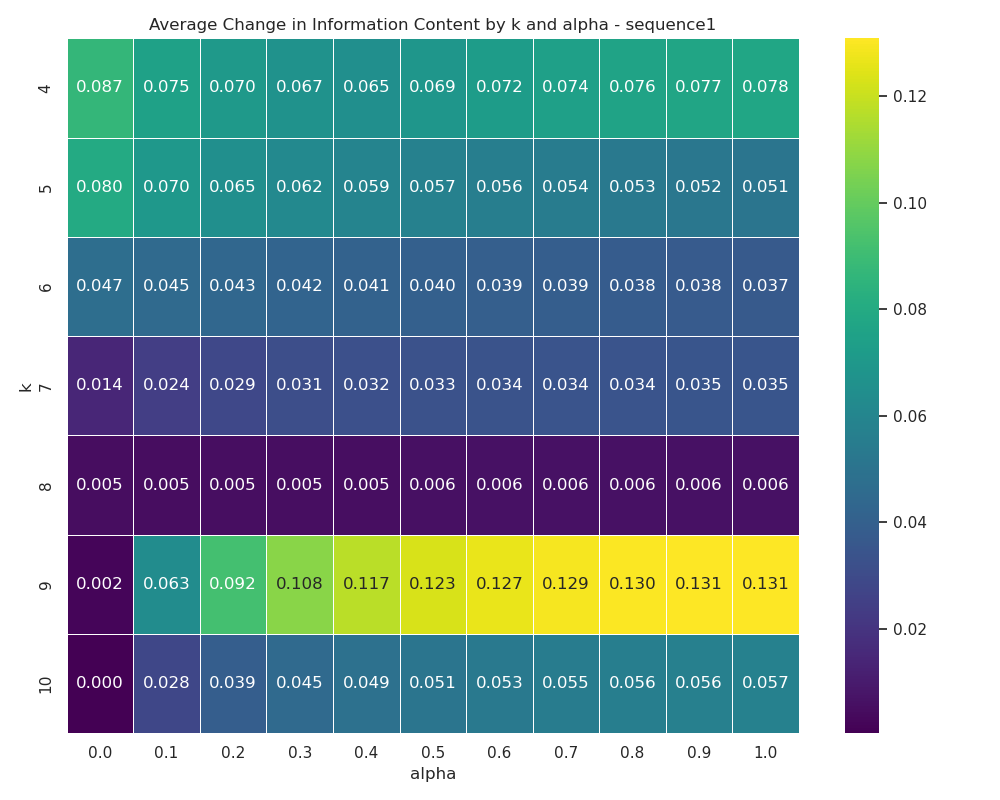 Average Change in Information Content by k and alpha - sequence1
4 0.087 0.075 0.070 0.067 0.065 0.069 0.072 0.074 0.076 0.077 0.078
5 0.080 0.070 0.065 0.062 0.059 0.057 0.056 0.054 0.053 0.052 0.051
6 0.047 0.045 0.043 0.042 0.041 0.040 0.039 0.039 0.038 0.038 0.037
7 0.014 0.024 0.029 0.031 0.032 0.033 0.034 0.034 0.034 0.035 0.035
8 0.005 0.005 0.005 0.005 0.005 0.006 0.006 0.006 0.006 0.006 0.006
9 0.002 0.063 0.092 0.108 0.117 0.123 0.127 0.129 0.130 0.131 0.131
10 0.000 0.028 0.039 0.045 0.049 0.051 0.053 0.055 0.056 0.056 0.057
k
0.0 0.1 0.2 0.3 0.4 0.5 0.6 0.7 0.8 0.9 1.0
alpha
0.12
0.10
0.08
0.06
0.04
0.02